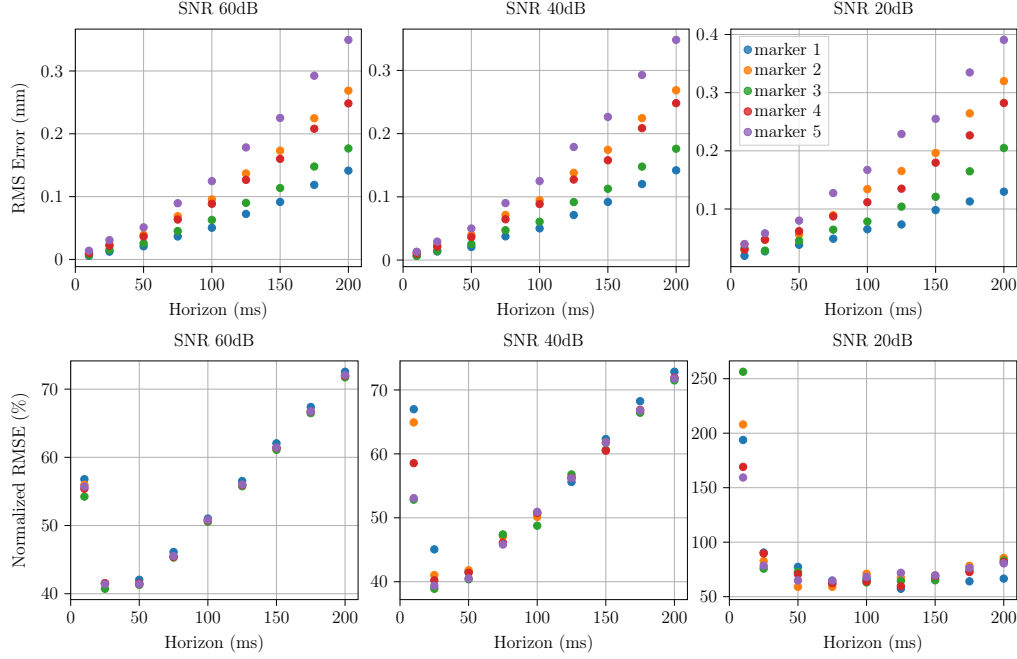 SNR 60dB SNR 40dB SNR 20dB
RMS Error (mm)
0.3
0.2
0.1
0
0 50 100 150 200
Horizon (ms)
0.3
0.2
0.1
0
0 50 100 150 200
Horizon (ms)
0.4
0.3
0.2
0.1
marker 1
marker 2
marker 3
marker 4
marker 5
0 50 100 150 200
Horizon (ms)
SNR 60dB SNR 40dB SNR 20dB
Normalized RMSE (%)
70
60
50
40
0 50 100 150 200
Horizon (ms)
70
60
50
40
0 50 100 150 200
Horizon (ms)
250
200
150
100
50
0 50 100 150 200
Horizon (ms)